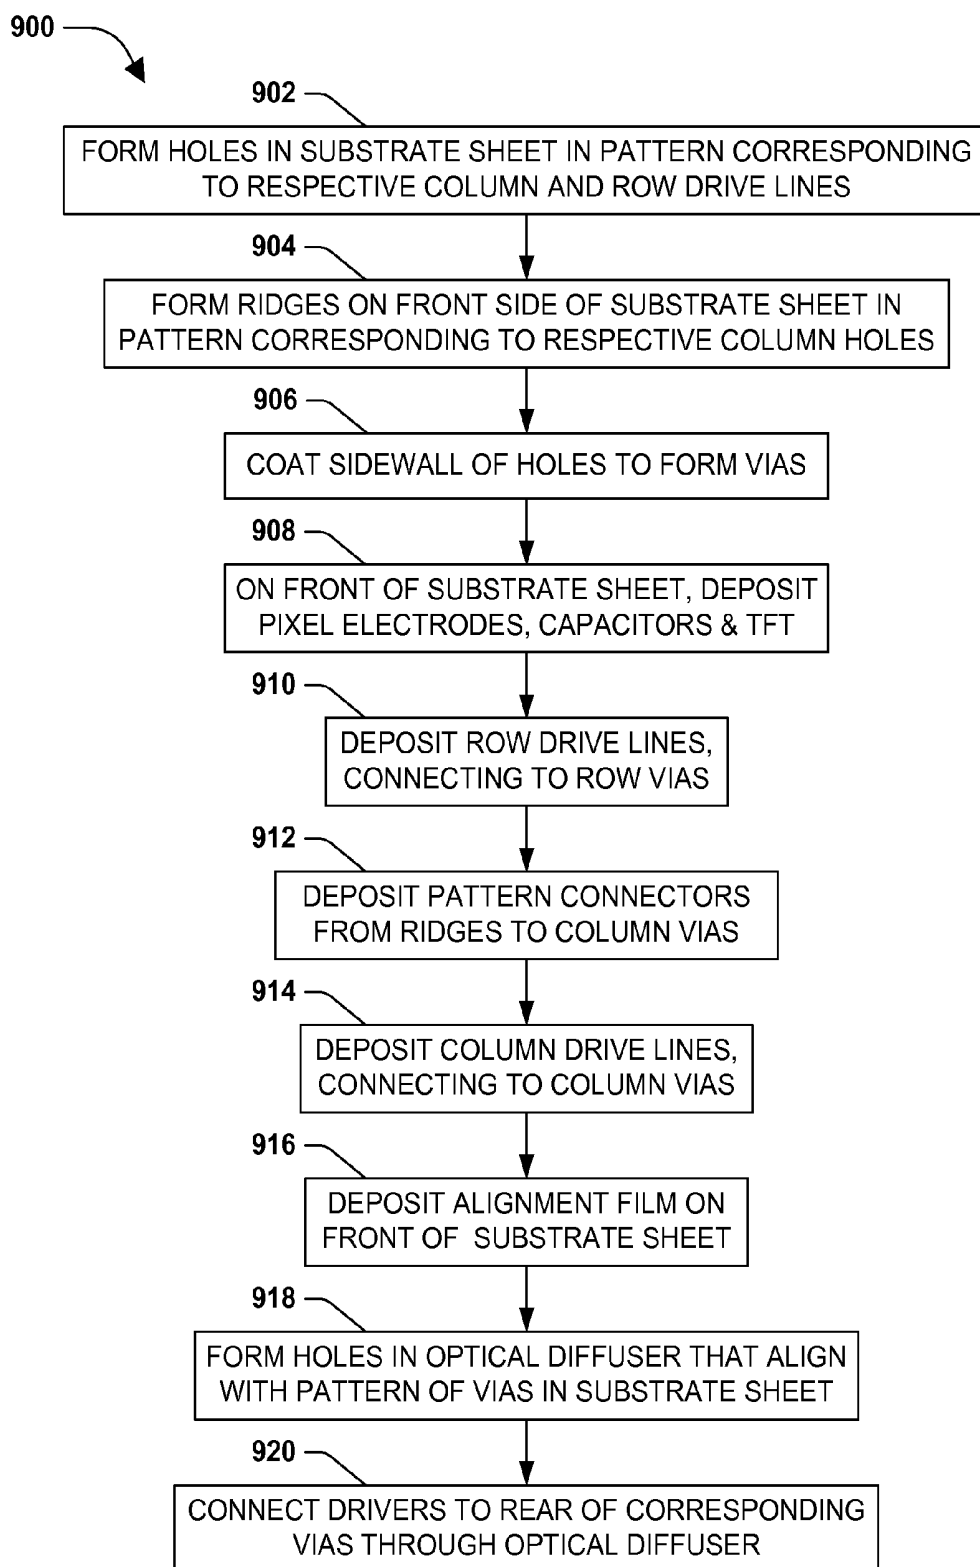 900
902
FORM HOLES IN SUBSTRATE SHEET IN PATTERN CORRESPONDING
TO RESPECTIVE COLUMN AND ROW DRIVE LINES
904
FORM RIDGES ON FRONT SIDE OF SUBSTRATE SHEET IN
PATTERN CORRESPONDING TO RESPECTIVE COLUMN HOLES
906
COAT SIDEWALL OF HOLES TO FORM VIAS
908
ON FRONT OF SUBSTRATE SHEET, DEPOSIT
PIXEL ELECTRODES, CAPACITORS & TFT
910
DEPOSIT ROW DRIVE LINES,
CONNECTING TO ROW VIAS
912
DEPOSIT PATTERN CONNECTORS
FROM RIDGES TO COLUMN VIAS
914
DEPOSIT COLUMN DRIVE LINES,
CONNECTING TO COLUMN VIAS
916
DEPOSIT ALIGNMENT FILM ON
FRONT OF SUBSTRATE SHEET
918
FORM HOLES IN OPTICAL DIFFUSER THAT ALIGN
WITH PATTERN OF VIAS IN SUBSTRATE SHEET
920
CONNECT DRIVERS TO REAR OF CORRESPONDING
VIAS THROUGH OPTICAL DIFFUSER